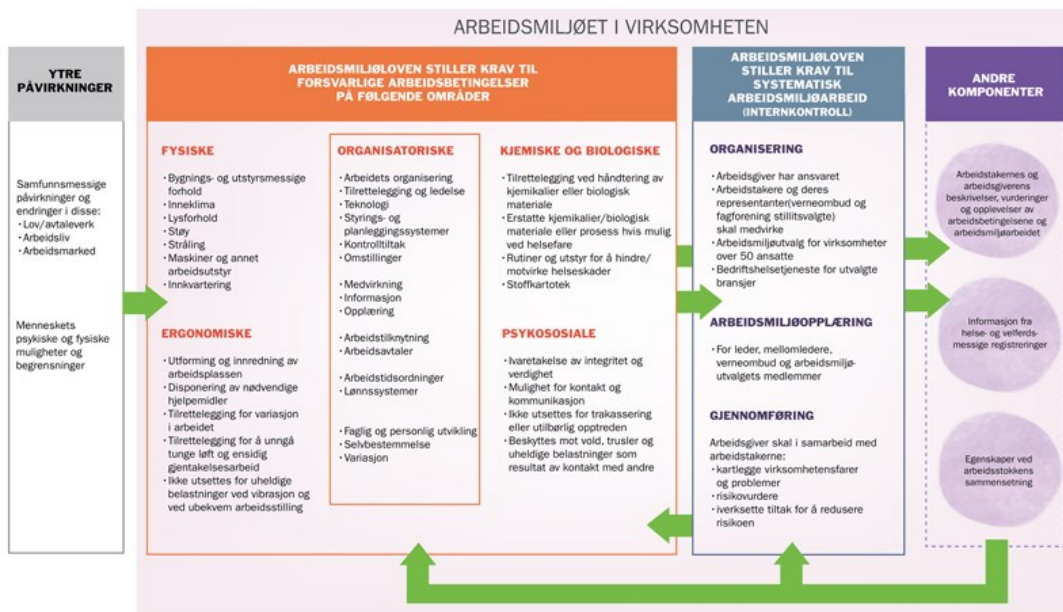 ARBEIDSMILJØET I VIRKSOMHETEN
YTRE
PÅVIRKNINGER
Samfunnsmessige
påvirkninger og
endringer i disse:
• Lov/avtaleverk
• Arbeidsliv
• Arbeidsmarked
Menneskets
psykiske og fysiske
muligheter og
begrensninger
ARBEIDSMILJØLOVEN STILLER KRAV TIL
FORSVARLIGE ARBEIDSBETINGELSER
PÅ FØLGENDE OMRÅDER
FYSISKE
• Bygnings- og utstyrsmessige
forhold
• Inneklima
• Lysforhold
• Støy
• Stråling
• Maskiner og annet
arbeidsutstyr
• Innkvartering
ERGONOMISKE
• Utforming og innredning av
arbeidsplassen
• Disponering av nødvendige
hjelpemidler
• Tilrettelegging for variasjon
i arbeidet
• Tilrettelegging for å unngå
tunge løft og ensidig
gjentakelsesarbeid
• Ikke utsettes for uheldige
belastninger ved vibrasjon og
ved ubekvem arbeidsstilling
ORGANISATORISKE
• Arbeidets organisering
• Tilrettelegging og ledelse
• Teknologi
• Styrings- og
planleggingssystemer
• Kontrolltiltak
• Omstillinger
• Medvirkning
• Informasjon
• Opplæring
• Arbeidstilknytning
• Arbeidsavtaler
• Arbeidstidsordninger
• Lønnssystemer
• Faglig og personlig utvikling
• Selvbestemmelse
• Variasjon
KJEMISKE OG BIOLOGISKE
• Tilrettelegging ved håndtering av
kjemikalier eller biologisk
materiale
• Erstatte kjemikalier/biologisk
materiale eller prosess hvis mulig
ved helsefare
• Rutiner og utstyr for å hindre/
motvirke helseskader
• Stoffkartotek
PSYKOSOSIALE
• Ivaretakelse av integritet og
verdighet
• Mulighet for kontakt og
kommunikasjon
• Ikke utsettes for trakassering
eller utilbørlig opptreden
• Beskyttes mot vold, trusler og
uheldige belastninger som
resultat av kontakt med andre
ARBEIDSMILJØLOVEN
STILLER KRAV TIL
SYSTEMATISK
ARBEIDSMILJØARBEID
(INTERNKONTROLL)
ORGANISERING
• Arbeidsgiver har ansvaret
• Arbeidstakere og deres
representanter(verneombud og
fagforening stillitsvalgte)
skal medvirke
• Arbeidsmiljøutvalg for virksomheter
over 50 ansatte
• Bedriftshelsetjeneste for utvalgte
bransjer
ARBEIDSMILJØOPPLÆRING
• For leder, mellomledere,
verneombud og arbeidsmiljø-
utvalgets medlemmer
GJENNOMFØRING
Arbeidsgiver skal i samarbeid med
arbeidstakerne:
• kartlegge virksomhetensfarer
og problemer
• risikovurdere
• iverksette tiltak for å redusere
risikoen
ANDRE
KOMPONENTER
Arbeidstakernes og
arbeidsgiverens
beskrivelser, vurderinger
og opplevelser av
arbeidsbetingelsene og
arbeidsmiljøarbeidet
Informasjon fra
helse- og velferds-
messige registreringer
Egenskaper ved
arbeidsstokkens
sammensetning